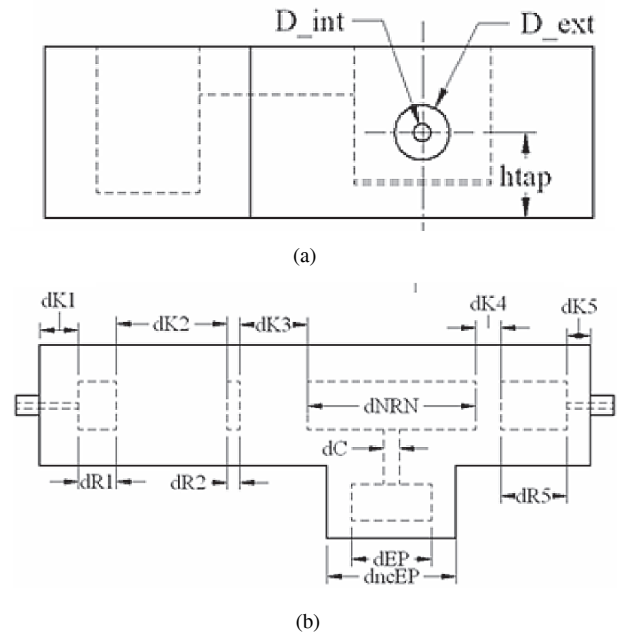 D_int
D_ext
htap
(a)
dK1
dK2
dK3
dK4
dK5
dNRN
dC
dR1
dR2
dR5
dEP
dncEP
(b)